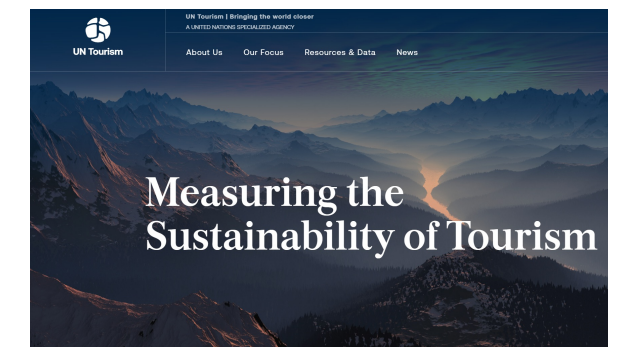 UN Tourism | Bringing the world closer
A UNITED NATIONS SPECIALIZED AGENCY
UN Tourism
About Us Our Focus Resources & Data News
Measuring the
Sustainability of Tourism